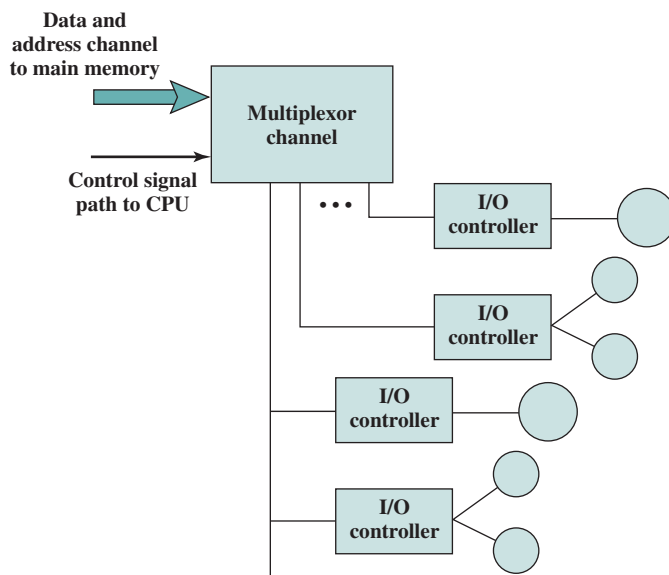 Data and
address channel
to main memory
Multiplexor
channel
Control signal
path to CPU
•••
I/O
controller
I/O
controller
I/O
controller
I/O
controller